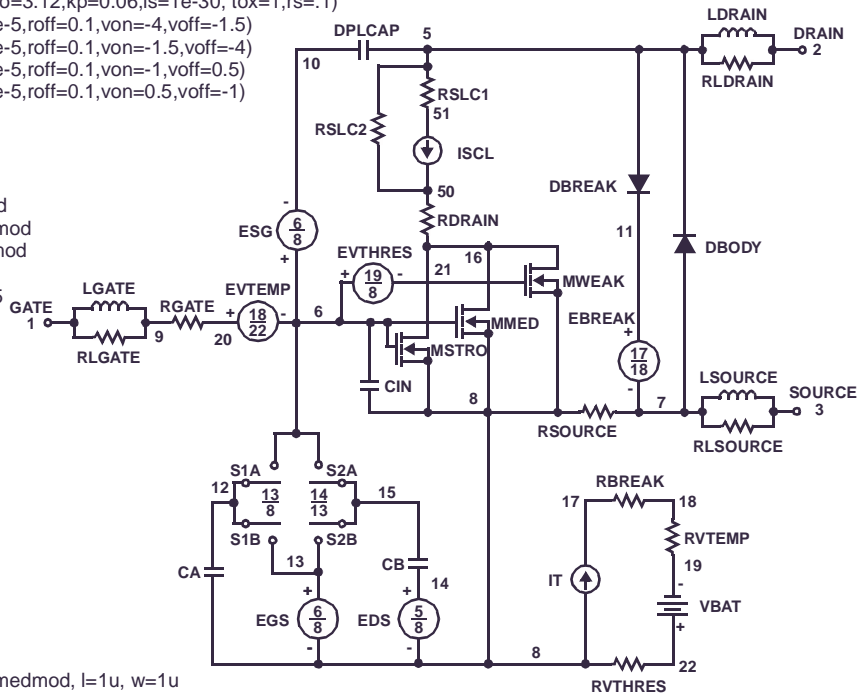 o=3.12,kp=0.06,is=1e-30, tox=1,rs=.1)
e-5,roff=0.1,von=-4,voff=-1.5)
e-5,roff=0.1,von=-1.5,voff=-4)
e-5,roff=0.1,von=-1,voff=0.5)
e-5,roff=0.1,von=0.5,voff=-1)
d
mod
mod
5
medmod, l=1u, w=1u
LDRAIN
DPLCAP 5 DRAIN
10 2
RLDRAIN
RSLC1
51
RSLC2
ISCL
50
DBREAK
RDRAIN
- 
ESG 6/8
+
11
DBODY
EVTHRES 16
+ 19/8 - 21
MWEAK
LGATE EVTEMP
GATE RGATE + 18/22 - 6
1 9 20
RLGATE
MMED
EBREAK +
MSTRO 17/18
-
CIN
LSOURCE
8 7 SOURCE
3
RSOURCE
RLSOURCE
S1A S2A
12 13/8 14/13 15
S1B S2B
13
RBREAK
17 18
RVTEMP
CA CB 19
+ + 14 IT -
EGS 6/8 EDS 5/8 VBAT
- - +
8 22
RVTHRES